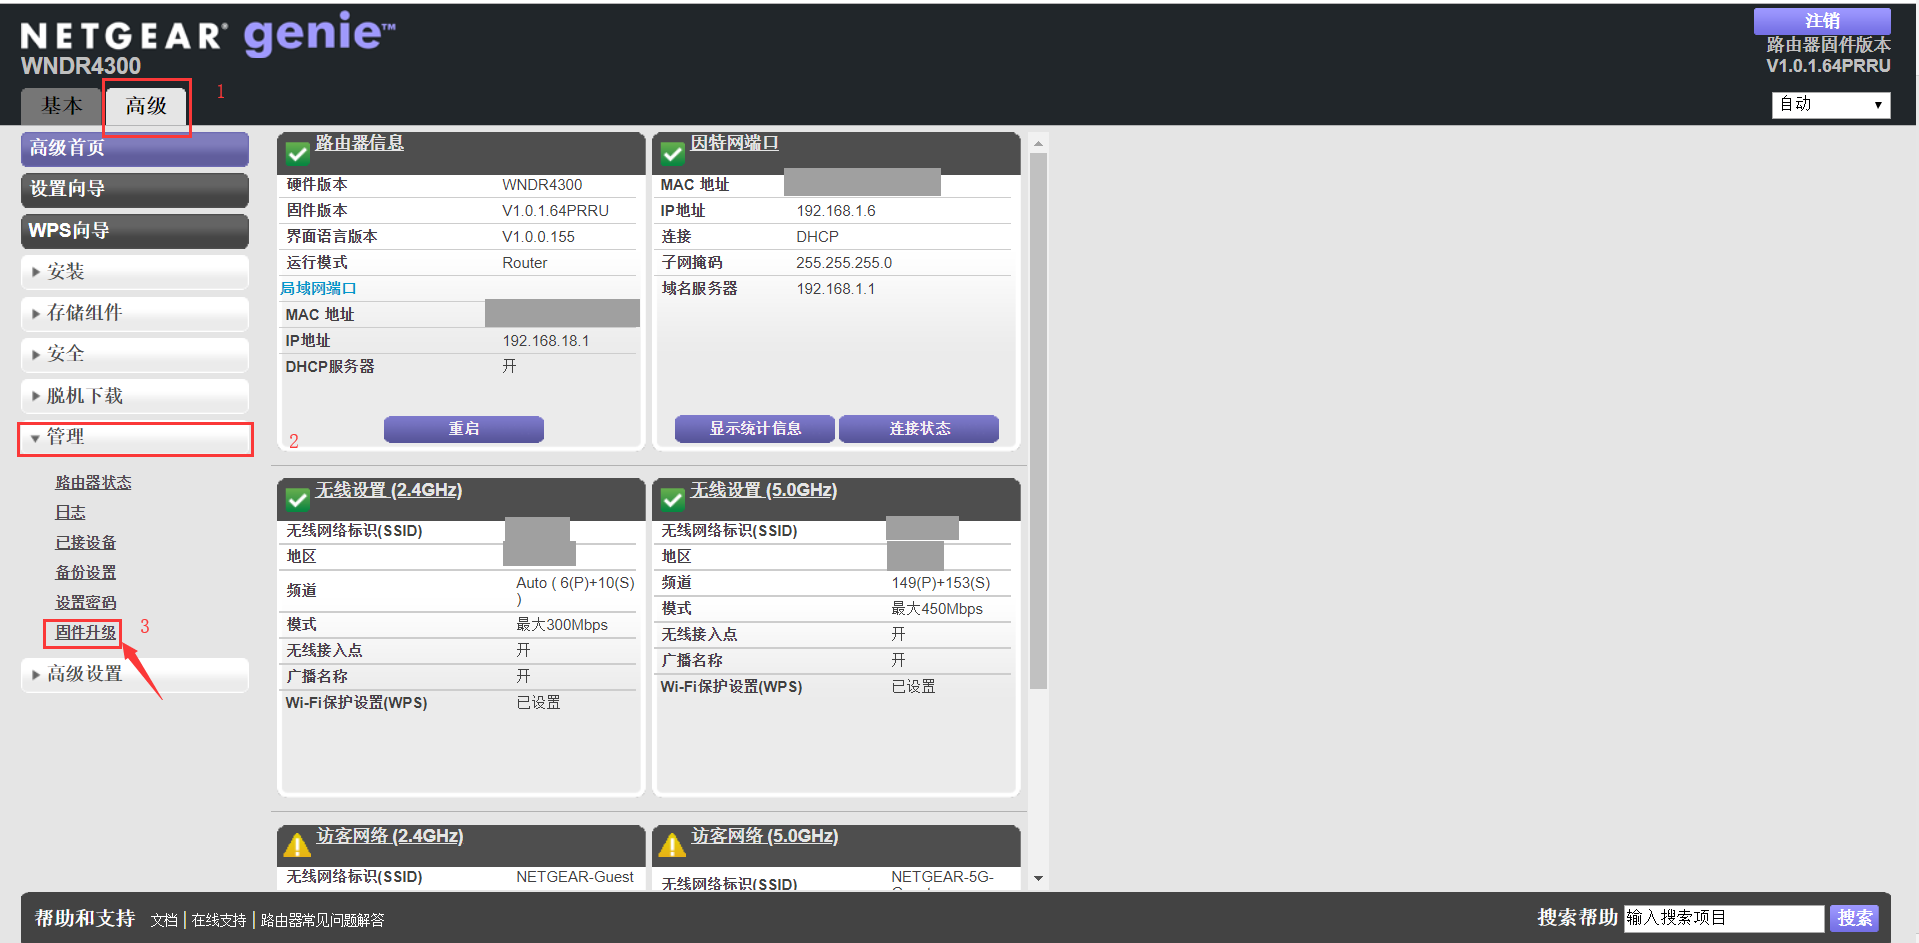 NETGEAR® genie™
WNDR4300
注销
路由器固件版本
V1.0.1.64PRRU
自动
基本
高级
1
高级首页
设置向导
WPS向导
安装
存储组件
安全
脱机下载
管理
2
路由器状态
日志
已接设备
备份设置
设置密码
固件升级
3
高级设置
路由器信息
硬件版本 WNDR4300
固件版本 V1.0.1.64PRRU
界面语言版本 V1.0.0.155
运行模式 Router
局域网端口
MAC 地址
IP地址 192.168.18.1
DHCP服务器 开
重启
因特网端口
MAC 地址
IP地址 192.168.1.6
连接 DHCP
子网掩码 255.255.255.0
域名服务器 192.168.1.1
显示统计信息 连接状态
无线设置 (2.4GHz)
无线网络标识(SSID)
地区
频道 Auto ( 6(P)+10(S)
)
模式 最大300Mbps
无线接入点 开
广播名称 开
Wi-Fi保护设置(WPS) 已设置
无线设置 (5.0GHz)
无线网络标识(SSID)
地区
频道 149(P)+153(S)
模式 最大450Mbps
无线接入点 开
广播名称 开
Wi-Fi保护设置(WPS) 已设置
访客网络 (2.4GHz)
无线网络标识(SSID) NETGEAR-Guest
访客网络 (5.0GHz)
无线网络标识(SSID) NETGEAR-5G-
帮助和支持 文档 | 在线支持 | 路由器常见问题解答
搜索帮助 输入搜索项目 搜索